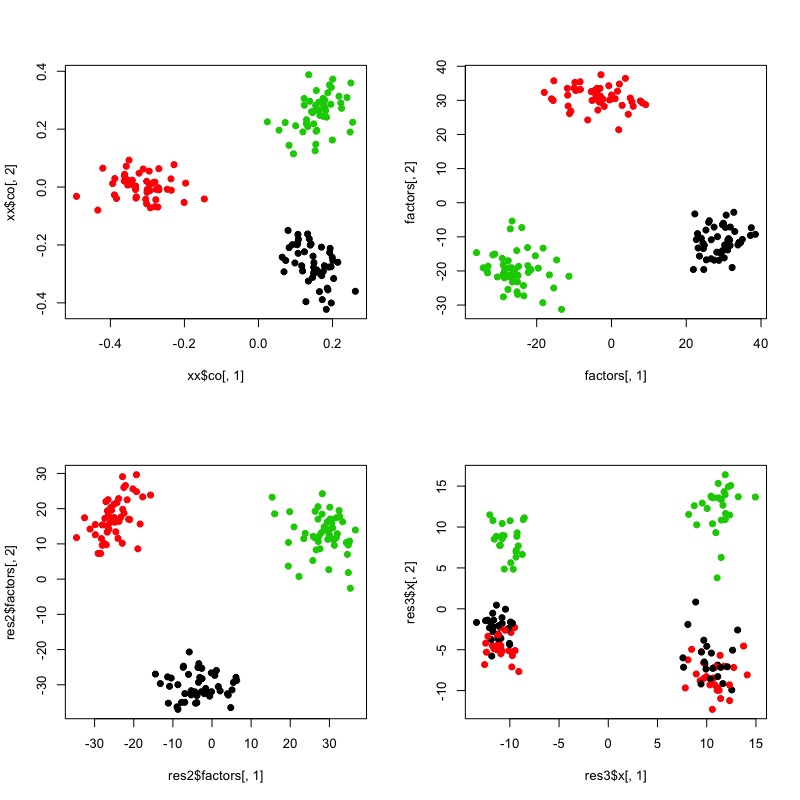 0.4
0.2
0.0
-0.2
-0.4
xx$co[, 2]
-0.4 -0.2 0.0 0.2
xx$co[, 1]
40
30
20
10
0
-10
-20
-30
factors[, 2]
-20 0 20 40
factors[, 1]
30
20
10
0
-10
-20
-30
res2$factors[, 2]
-30 -20 -10 0 10 20 30
res2$factors[, 1]
15
10
5
0
-5
-10
res3$x[, 2]
-10 -5 0 5 10 15
res3$x[, 1]